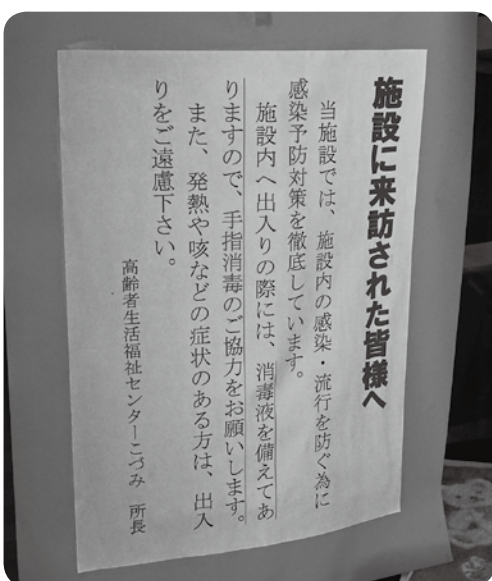 施設に来訪された皆様へ
当施設では、施設内の感染・流行を防ぐ為に
感染予防対策を徹底しています。
施設内へ出入りの際には、消毒液を備えてあ
りますので、手指消毒のご協力をお願いします。
また、発熱や咳などの症状のある方は、出入
りをご遠慮下さい。
高齢者生活福祉センターこづみ 所長